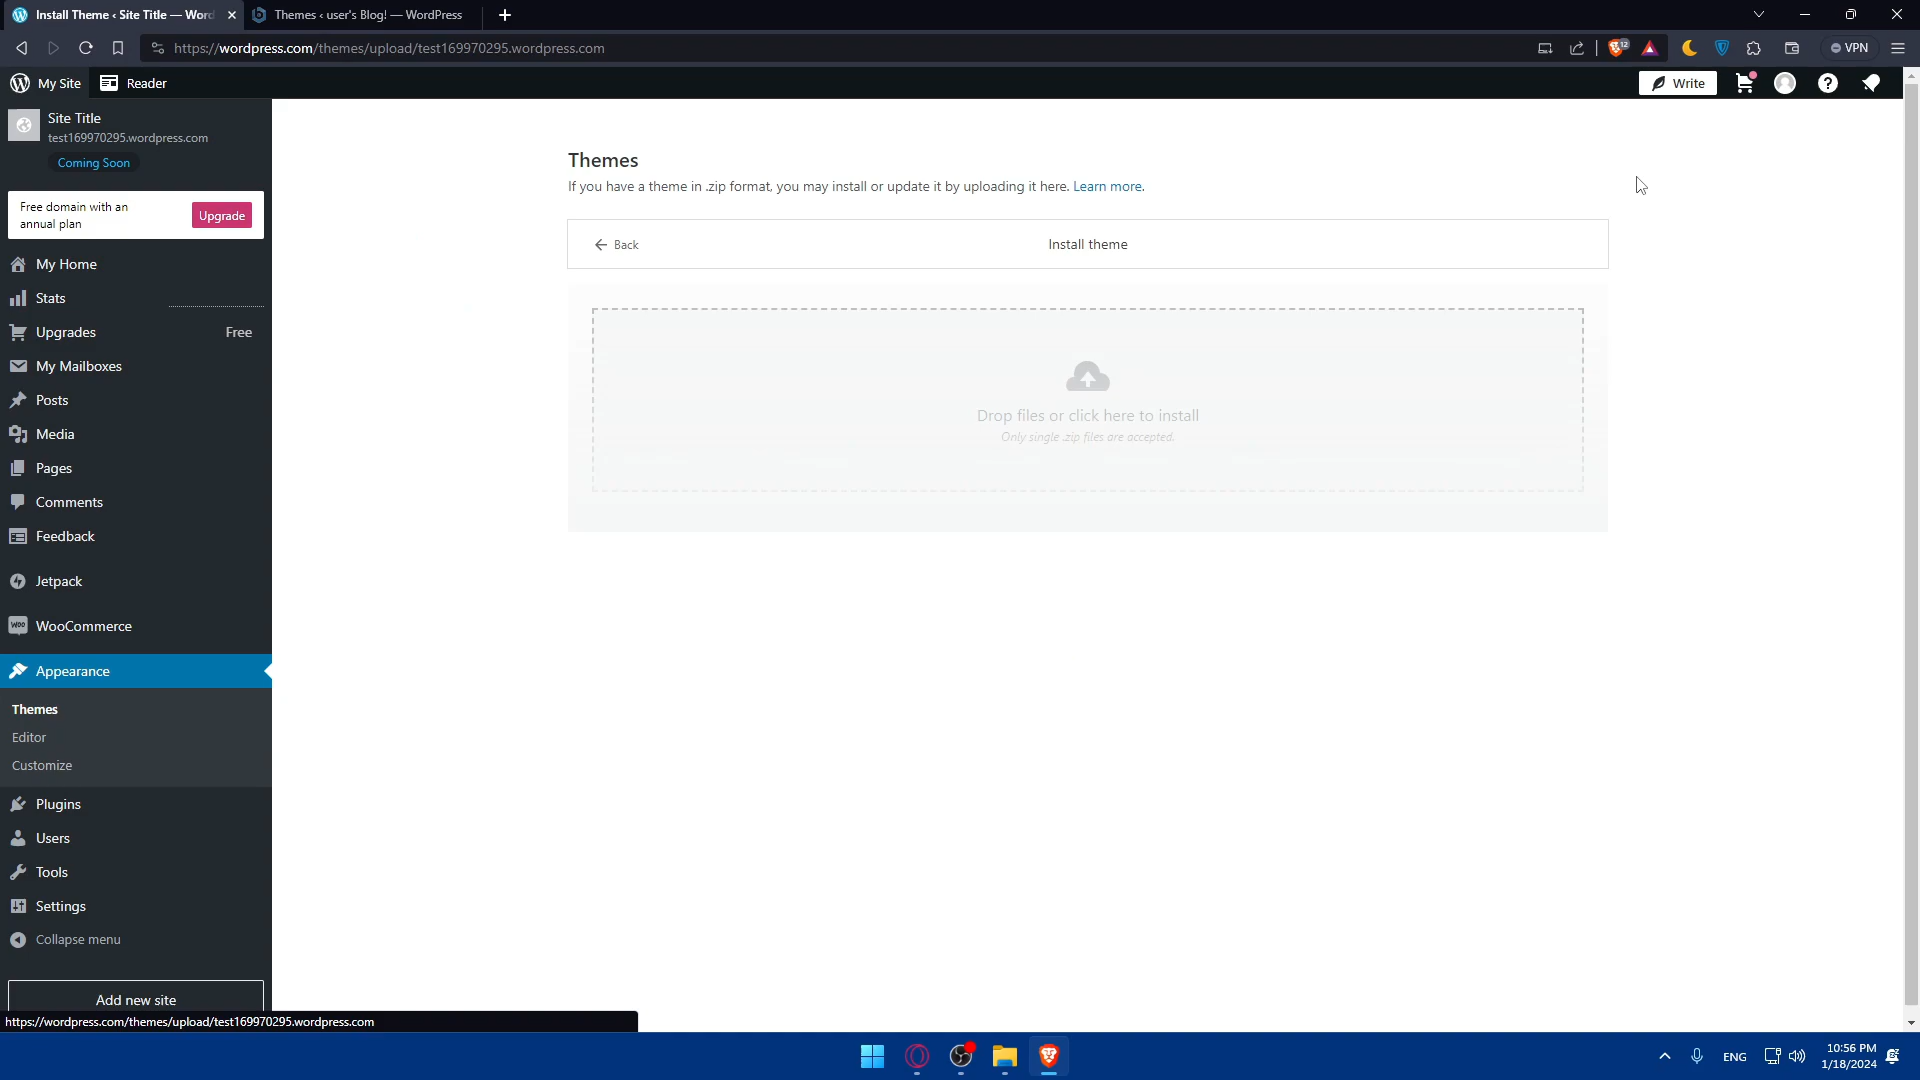 Install Theme ‹ Site Title — Word
Themes ‹ user's Blog! — WordPress
https://wordpress.com/themes/upload/test169970295.wordpress.com
12
VPN
My Site
Reader
Write
Site Title
test169970295.wordpress.com
Coming Soon
Free domain with an
annual plan
Upgrade
My Home
Stats
Upgrades
Free
My Mailboxes
Posts
Media
Pages
Comments
Feedback
Jetpack
WooCommerce
Appearance
Themes
Editor
Customize
Plugins
Users
Tools
Settings
Collapse menu
Add new site
Themes
If you have a theme in .zip format, you may install or update it by uploading it here. Learn more.
Back
Install theme
Drop files or click here to install
Only single .zip files are accepted.
https://wordpress.com/themes/upload/test169970295.wordpress.com
ENG
10:56 PM
1/18/2024